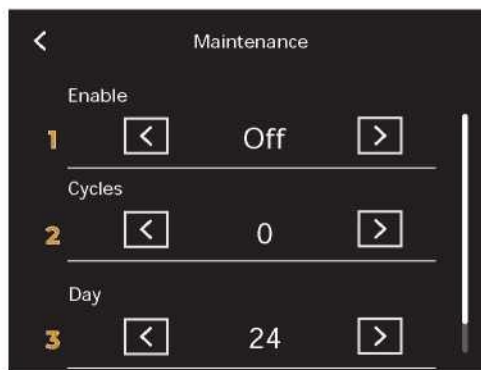 < Maintenance
Enable
1 < Off >
Cycles
2 < 0 >
Day
3 < 24 >